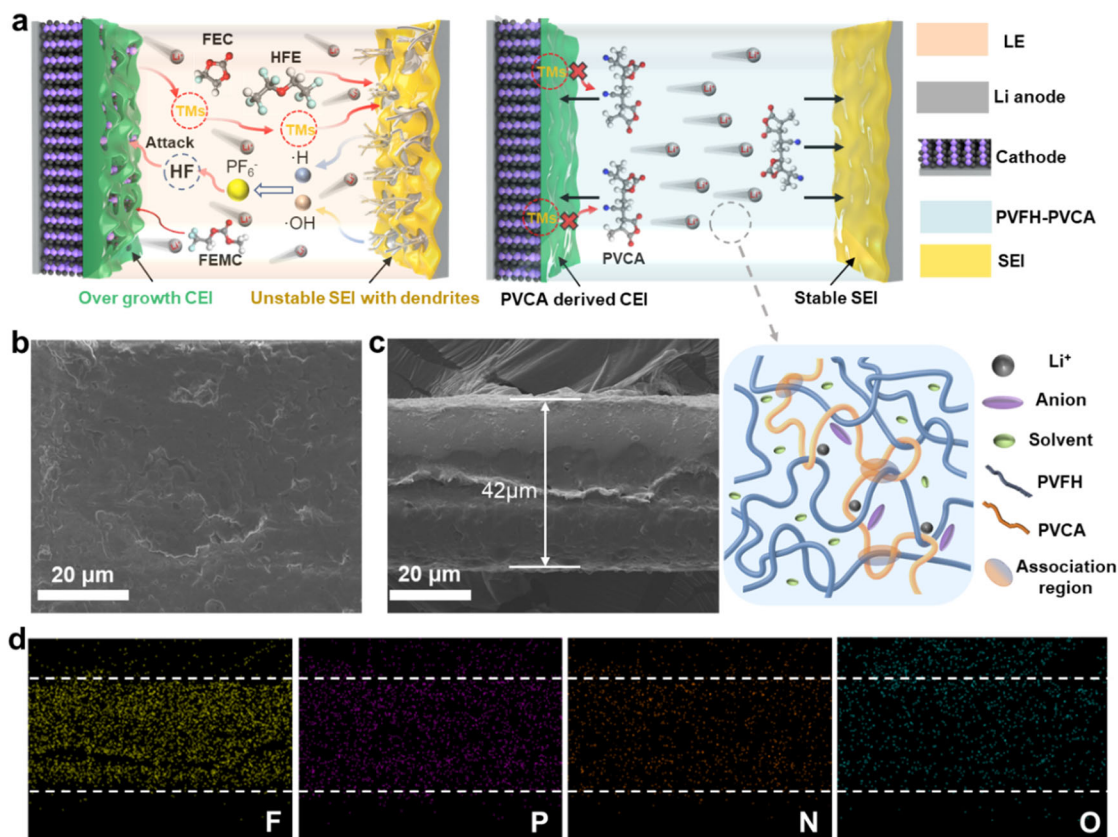 a
FEC
HFE
Li
TMs
TMs
Attack
·H
HF
PF₆⁻
·OH
FEMC
Over growth CEI
Unstable SEI with dendrites
TMs
Li
TMs
PVCA
PVCA derived CEI
Stable SEI
LE
Li anode
Cathode
PVFH-PVCA
SEI
b
20 μm
c
42μm
20 μm
Li⁺
Anion
Solvent
PVFH
PVCA
Association
region
d
F
P
N
O